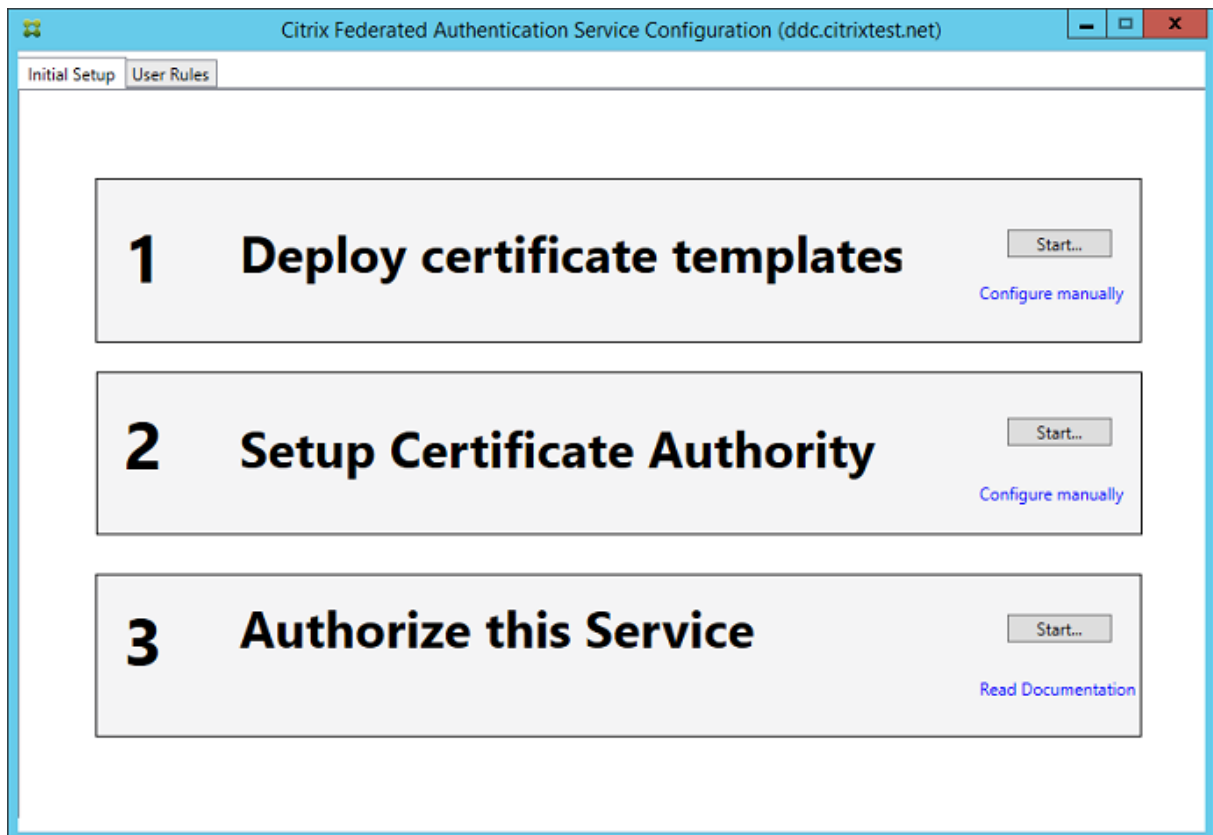 Citrix Federated Authentication Service Configuration (ddc.citrixtest.net)
Initial Setup
User Rules
1
Deploy certificate templates
Start...
Configure manually
2
Setup Certificate Authority
Start...
Configure manually
3
Authorize this Service
Start...
Read Documentation